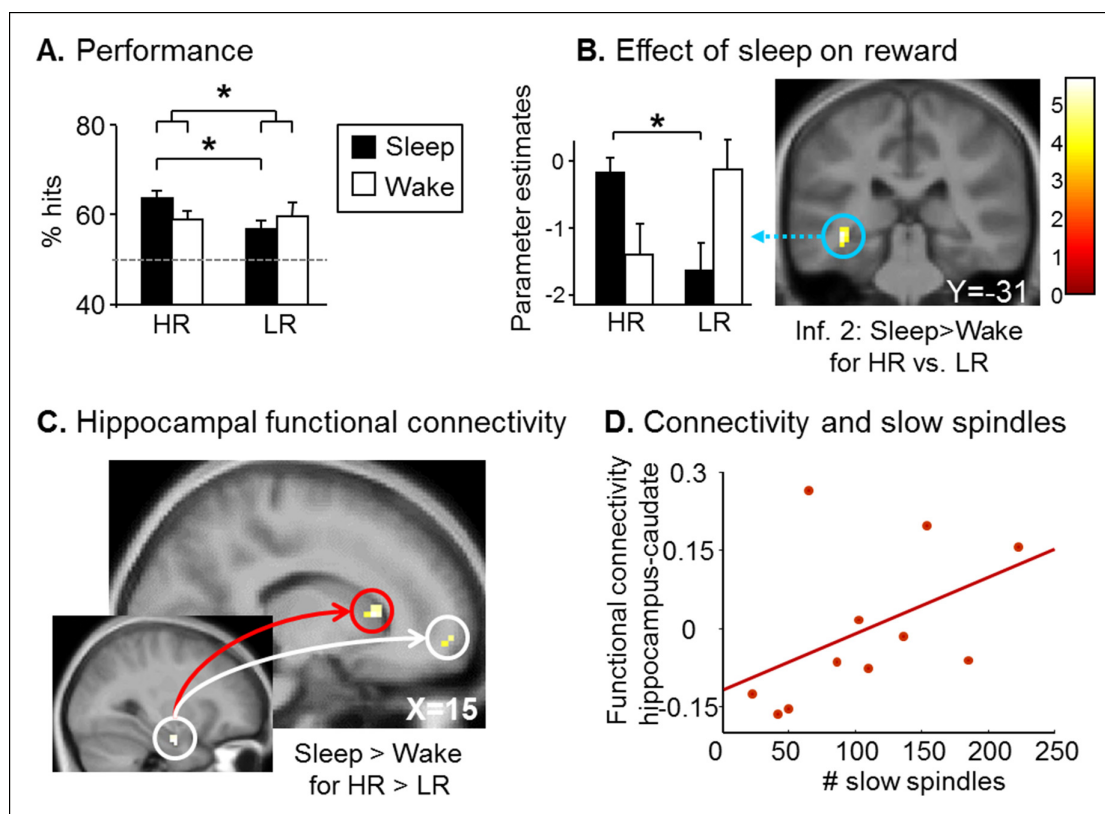 A. Performance
*
*
80
60
40
% hits
HR LR
Sleep
Wake
B. Effect of sleep on reward
*
0
-1
-2
Parameter estimates
HR LR
Y=-31
5
4
3
2
1
0
Inf. 2: Sleep>Wake
for HR vs. LR
C. Hippocampal functional connectivity
X=15
Sleep > Wake
for HR > LR
D. Connectivity and slow spindles
Functional connectivity
hippocampus-caudate
0.3
0.15
0
-0.15
0 50 100 150 200 250
# slow spindles